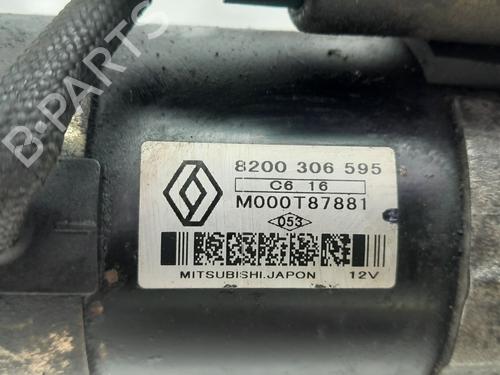 B-PARTS
8200 306 595
C6 16
M000T87881
053
MITSUBISHI.JAPON 12V